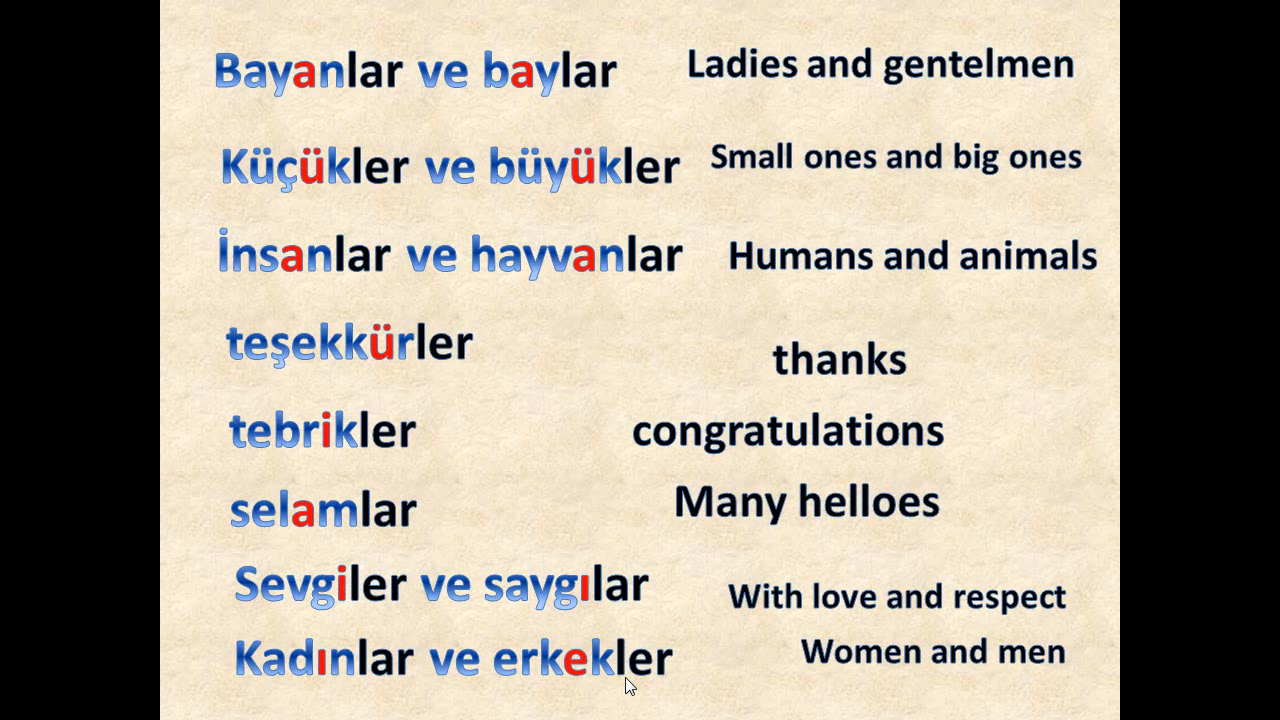 Bayanlar ve baylar Ladies and gentelmen
Küçükler ve büyükler Small ones and big ones
İnsanlar ve hayvanlar Humans and animals
teşekkürler thanks
tebrikler congratulations
selamlar Many helloes
Sevgiler ve saygılar With love and respect
Kadınlar ve erkekler Women and men